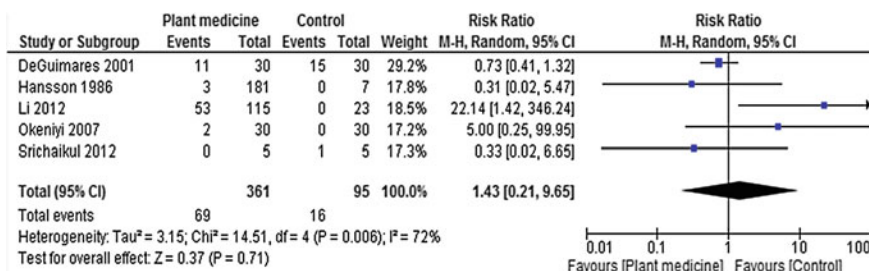 Plant medicine Control Risk Ratio Risk Ratio
Study or Subgroup Events Total Events Total Weight M-H, Random, 95% CI M-H, Random, 95% CI
DeGuimares 2001 11 30 15 30 29.2% 0.73 [0.41, 1.32]
Hansson 1986 3 181 0 7 17.8% 0.31 [0.02, 5.47]
Li 2012 53 115 0 23 18.5% 22.14 [1.42, 346.24]
Okeniyi 2007 2 30 0 30 17.2% 5.00 [0.25, 99.95]
Srichaikul 2012 0 5 1 5 17.3% 0.33 [0.02, 6.65]
Total (95% CI) 361 95 100.0% 1.43 [0.21, 9.65]
Total events 69 16
Heterogeneity: Tau² = 3.15; Chi² = 14.51, df = 4 (P = 0.006); I² = 72%
Test for overall effect: Z = 0.37 (P = 0.71)
0.01 0.1 1 10 100
Favours [Plant medicine] Favours [Control]